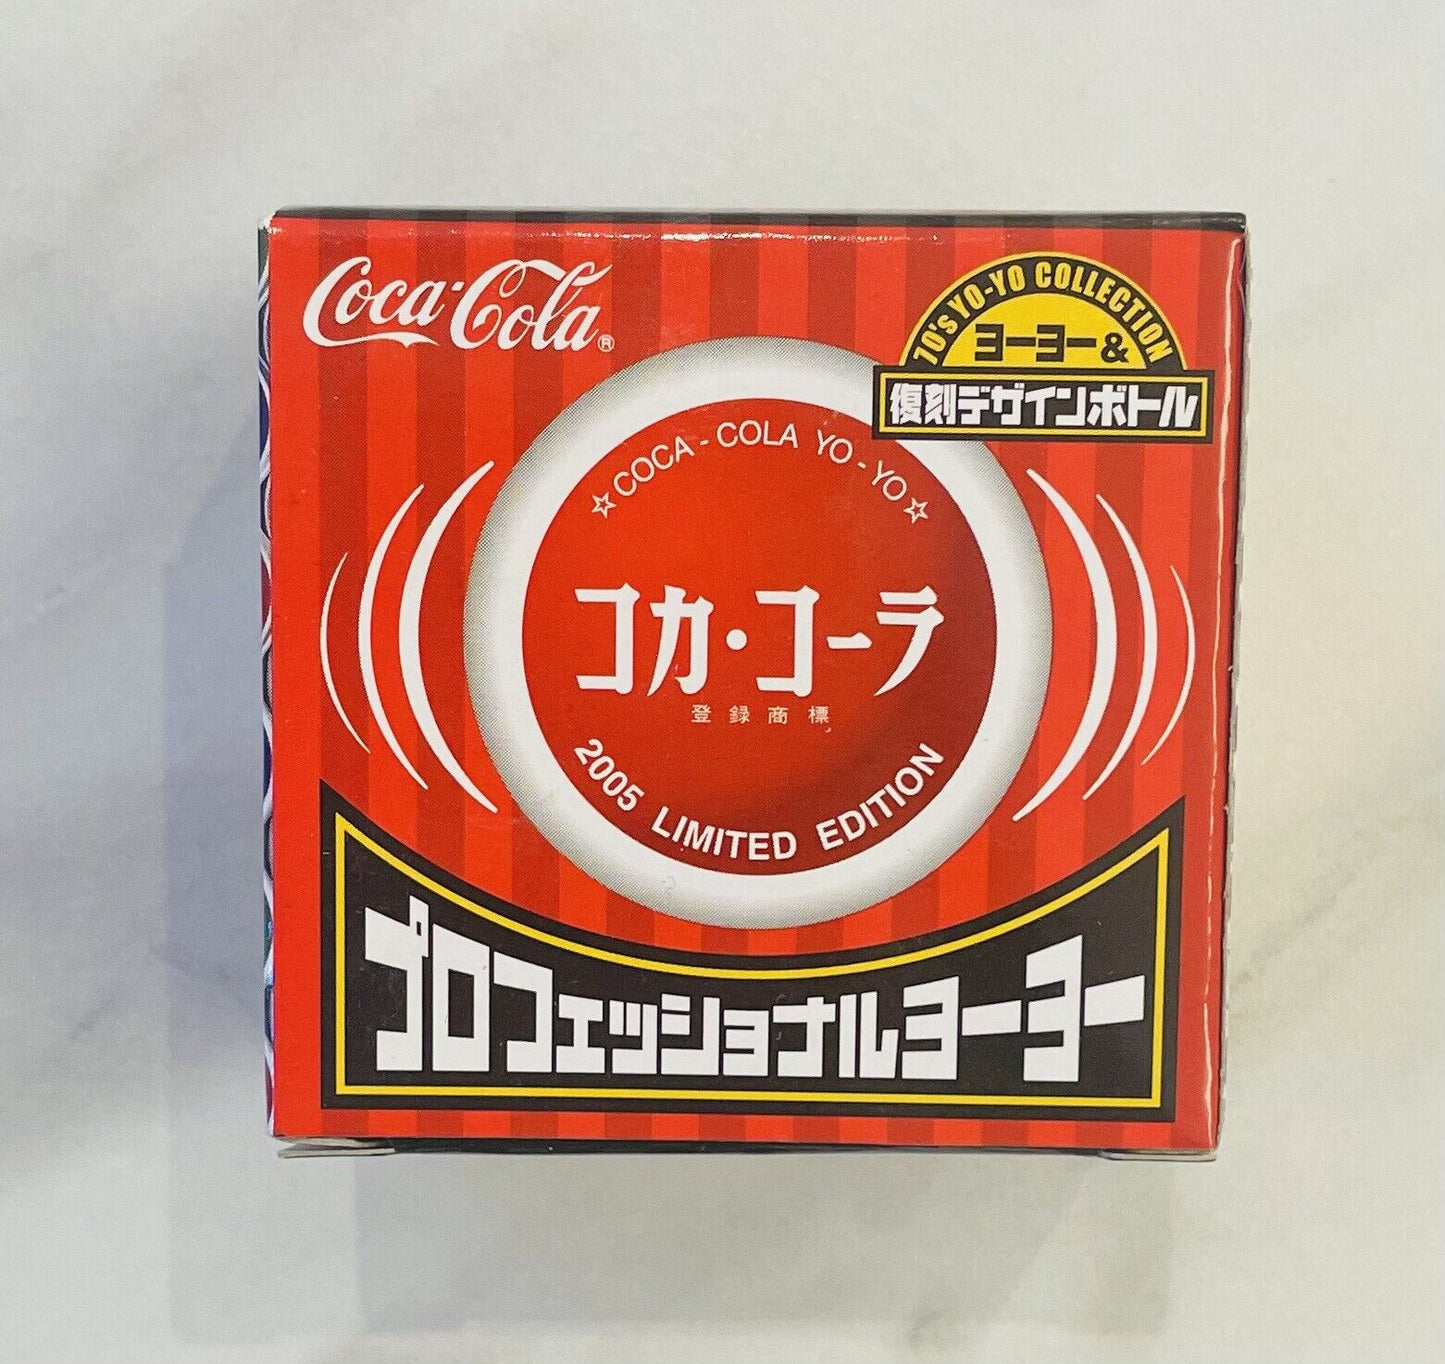 Coca-Cola®
70's YO-YO COLLECTION
ヨーヨー&
復刻デザインボトル
☆COCA-COLA YO-YO☆
コカ・コーラ
登録商標
2005 LIMITED EDITION
プロフェッショナルヨーヨー